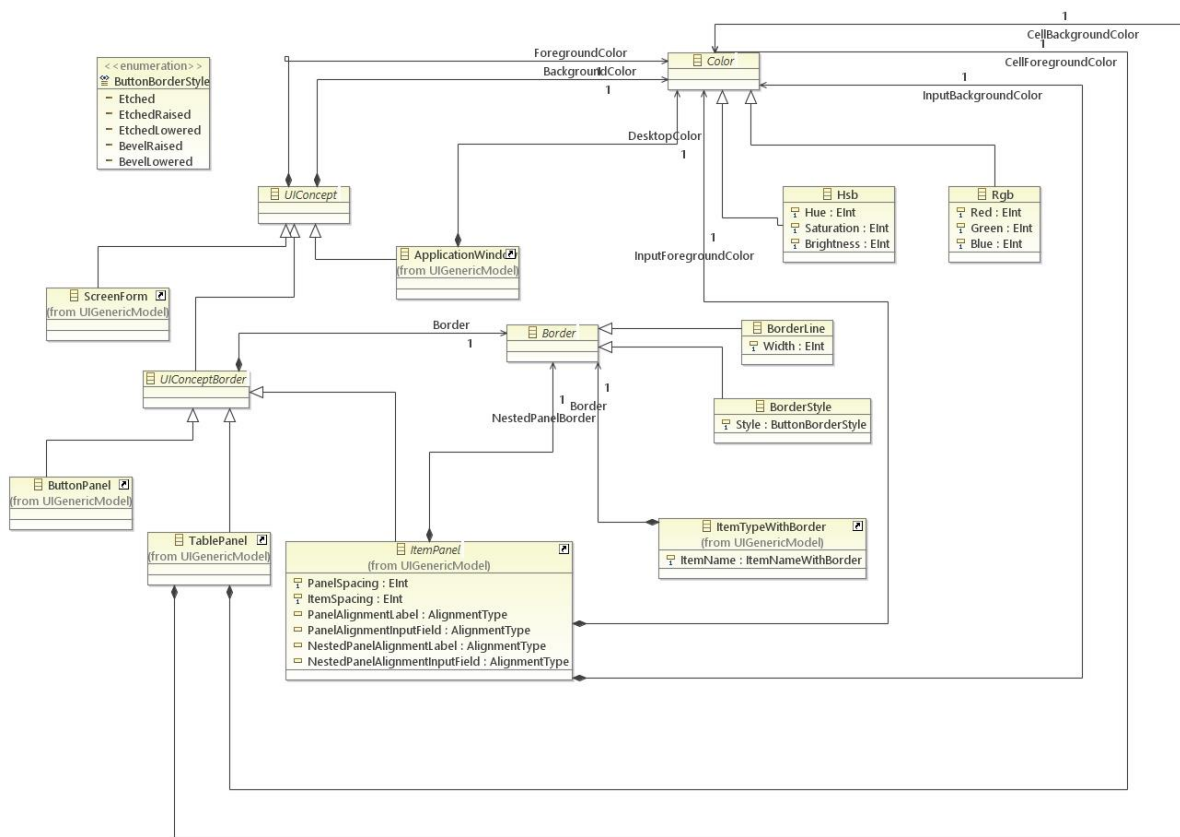 1
CellBackgroundColor
1
CellForegroundColor
ForegroundColor
1
BackgroundColor
1
Color
1
InputBackgroundColor
<<enumeration>>
ButtonBorderStyle
Etched
EtchedRaised
EtchedLowered
BevelRaised
BevelLowered
DesktopColor
1
UIConcept
Hsb
Hue : EInt
Saturation : EInt
Brightness : EInt
Rgb
Red : EInt
Green : EInt
Blue : EInt
1
InputForegroundColor
ApplicationWindow
(from UIGenericModel)
ScreenForm
(from UIGenericModel)
Border
1
Border
BorderLine
Width : EInt
UIConceptBorder
1
NestedPanelBorder
1
Border
BorderStyle
Style : ButtonBorderStyle
ButtonPanel
(from UIGenericModel)
TablePanel
(from UIGenericModel)
ItemPanel
(from UIGenericModel)
PanelSpacing : EInt
ItemSpacing : EInt
PanelAlignmentLabel : AlignmentType
PanelAlignmentInputField : AlignmentType
NestedPanelAlignmentLabel : AlignmentType
NestedPanelAlignmentInputField : AlignmentType
ItemTypeWithBorder
(from UIGenericModel)
ItemName : ItemNameWithBorder